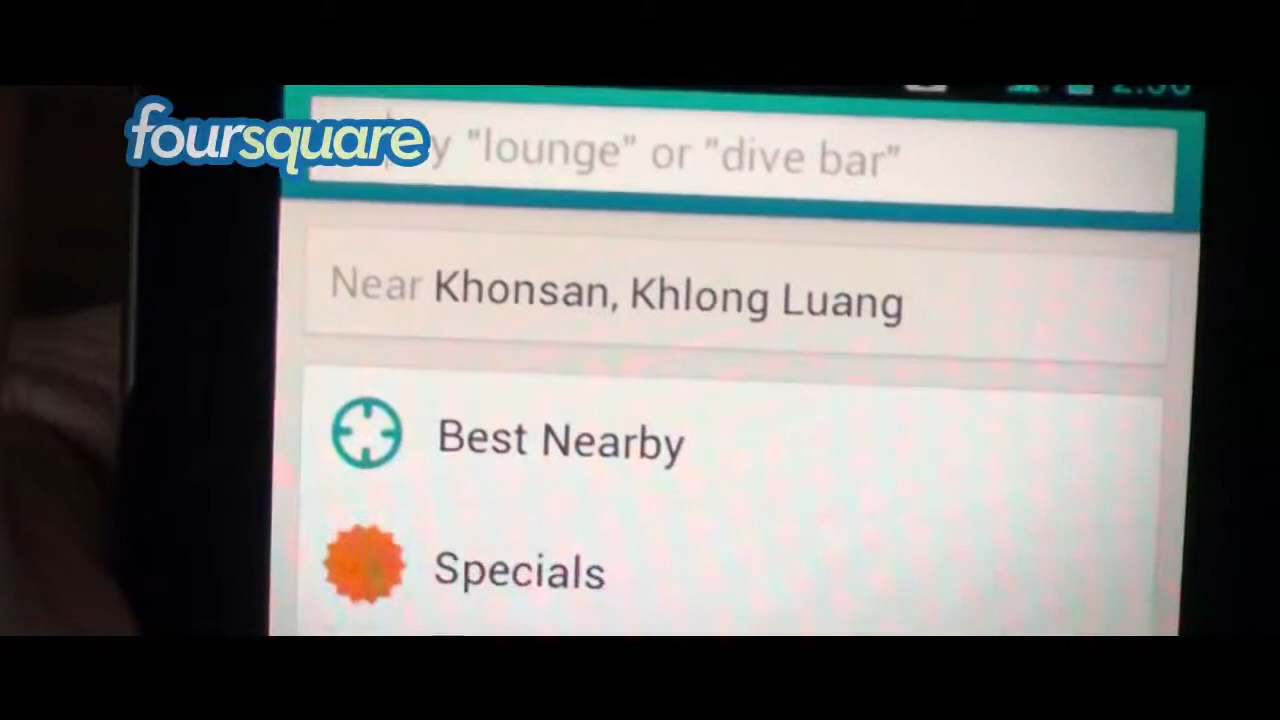 foursquare
"lounge" or "dive bar"
Near Khonsan, Khlong Luang
Best Nearby
Specials